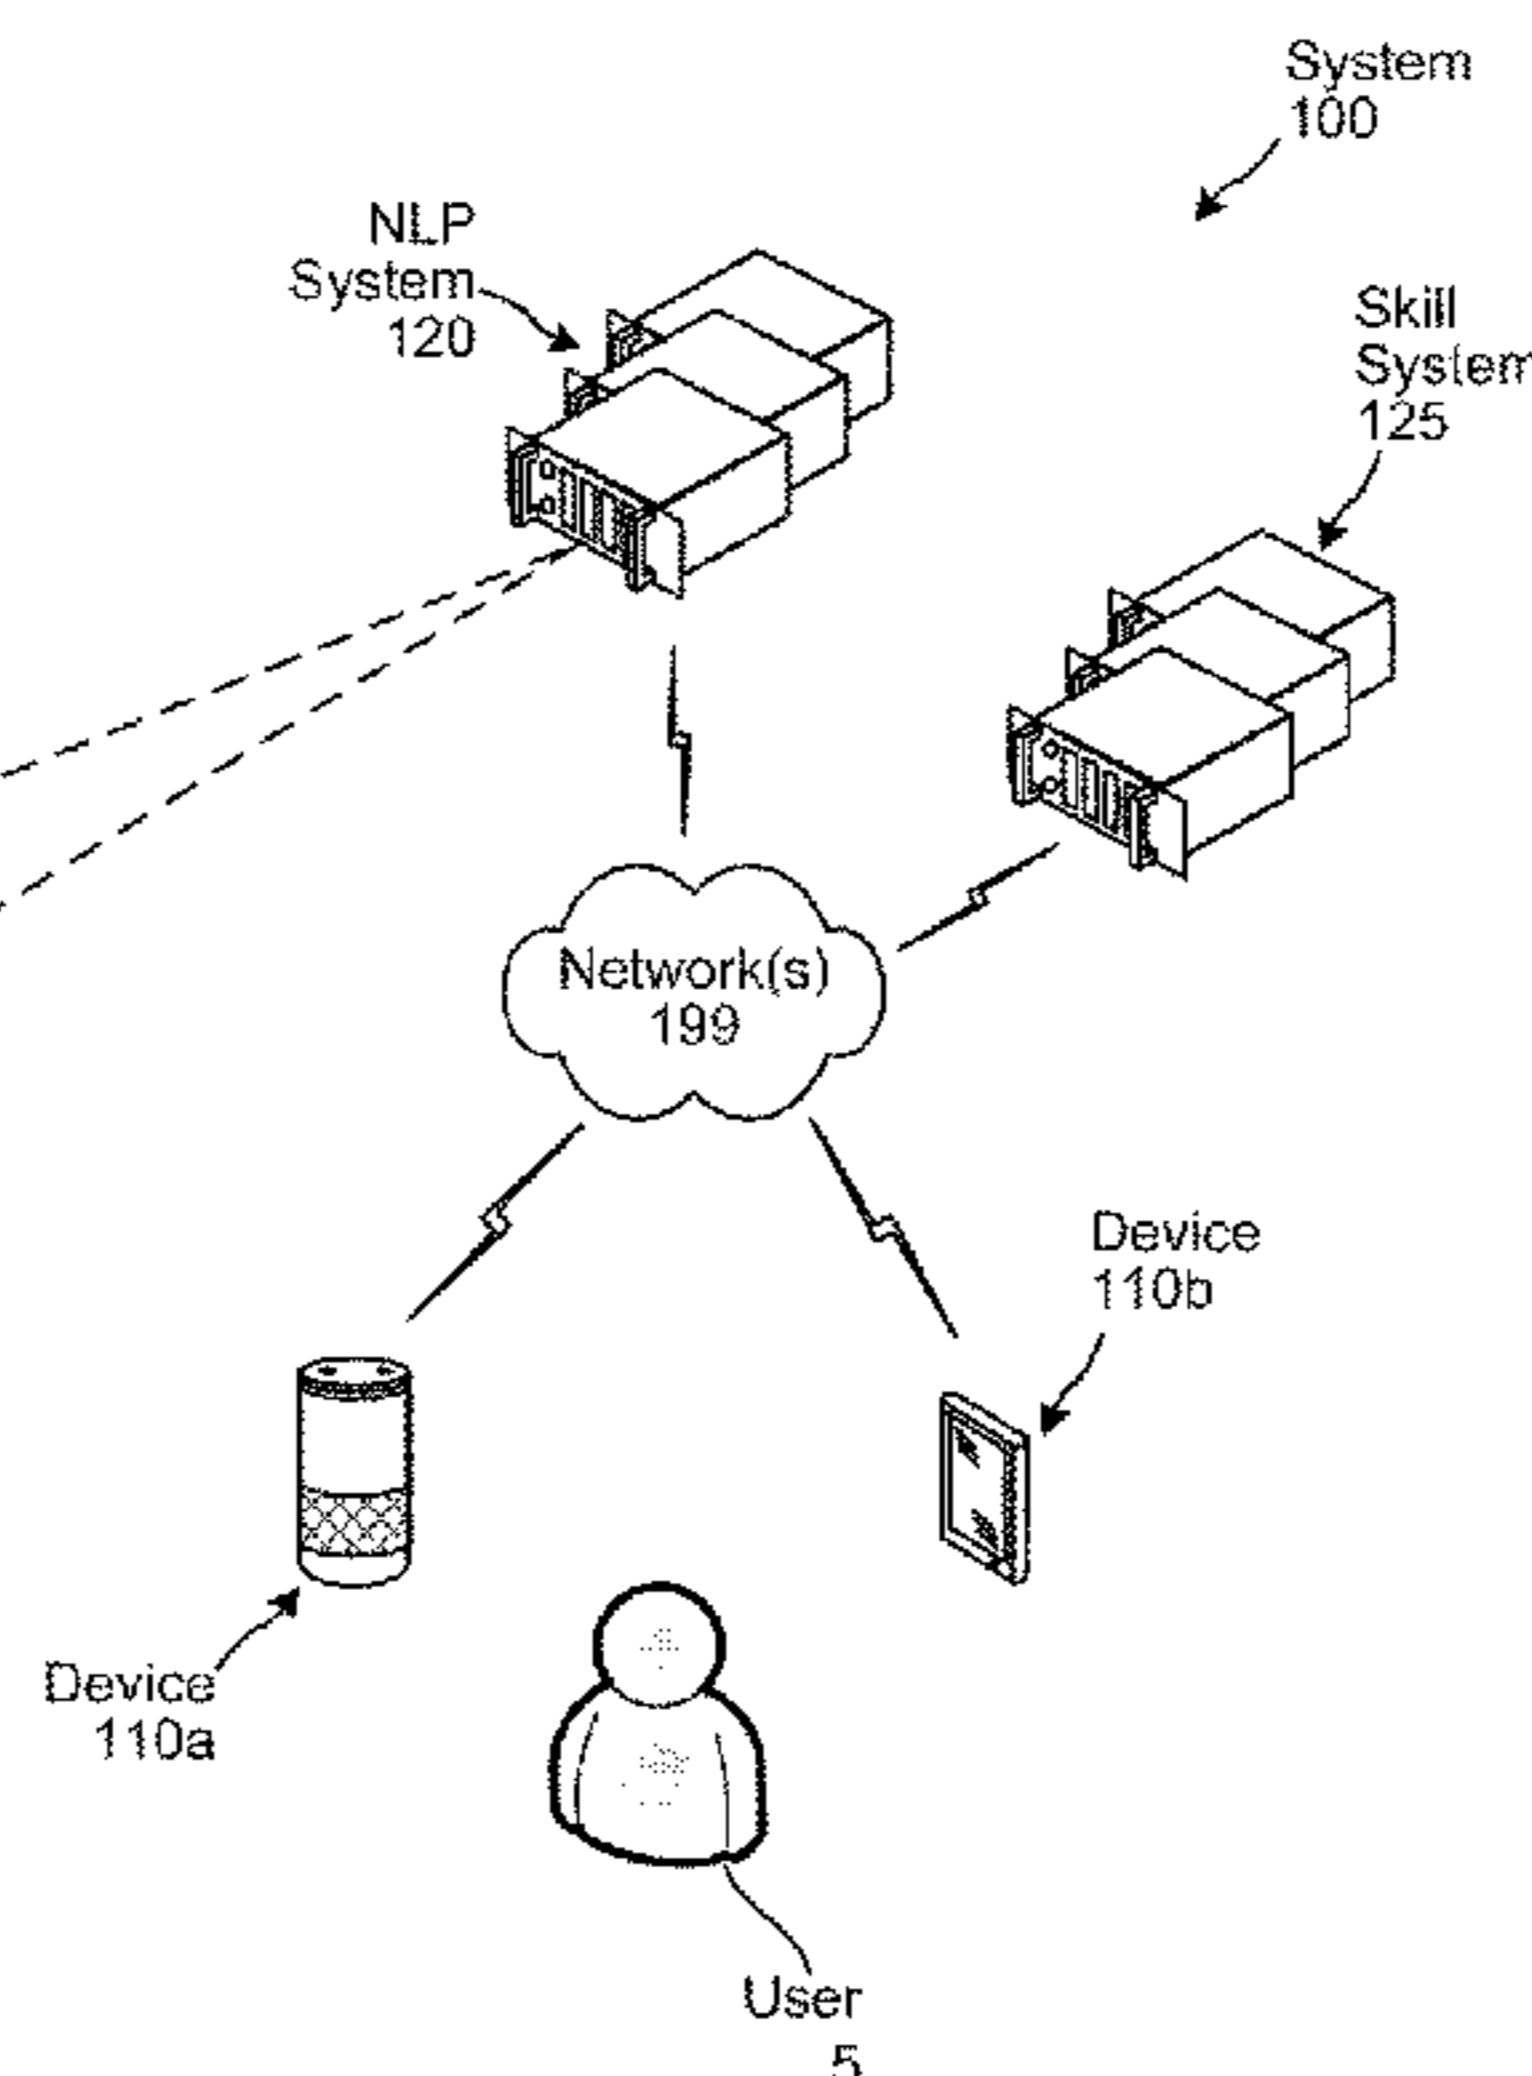 System
100
NLP
System
120
Skill
System
125
Network(s)
199
Device
110b
Device
110a
User
5